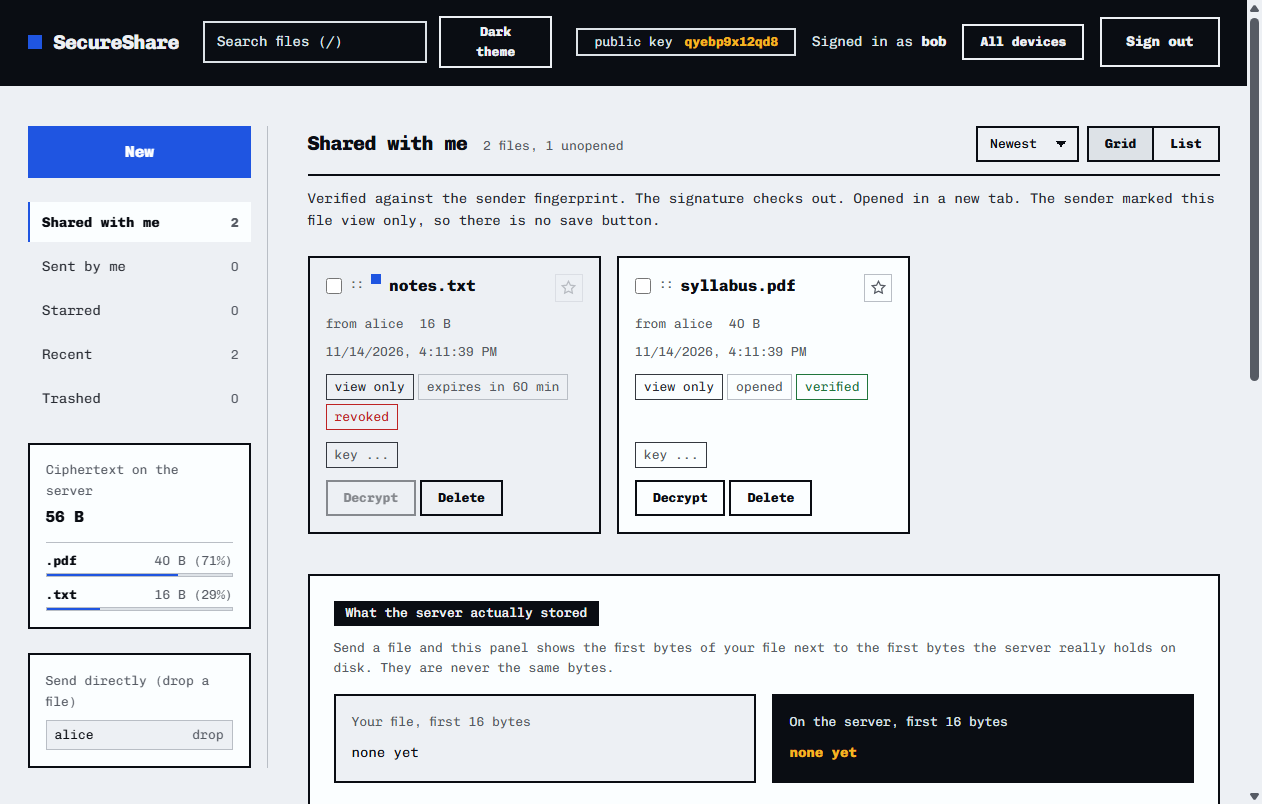 SecureShare
Search files (/)
Dark
theme
public key qyebp9x12qd8
Signed in as bob
All devices
Sign out
New
Shared with me 2
Sent by me 0
Starred 0
Recent 2
Trashed 0
Ciphertext on the
server
56 B
.pdf 40 B (71%)
.txt 16 B (29%)
Send directly (drop a
file)
alice drop
Shared with me 2 files, 1 unopened
Newest
Grid
List
Verified against the sender fingerprint. The signature checks out. Opened in a new tab. The sender marked this
file view only, so there is no save button.
:: notes.txt
from alice 16 B
11/14/2026, 4:11:39 PM
view only expires in 60 min
revoked
key ...
Decrypt Delete
:: syllabus.pdf
from alice 40 B
11/14/2026, 4:11:39 PM
view only opened verified
key ...
Decrypt Delete
What the server actually stored
Send a file and this panel shows the first bytes of your file next to the first bytes the server really holds on
disk. They are never the same bytes.
Your file, first 16 bytes
none yet
On the server, first 16 bytes
none yet